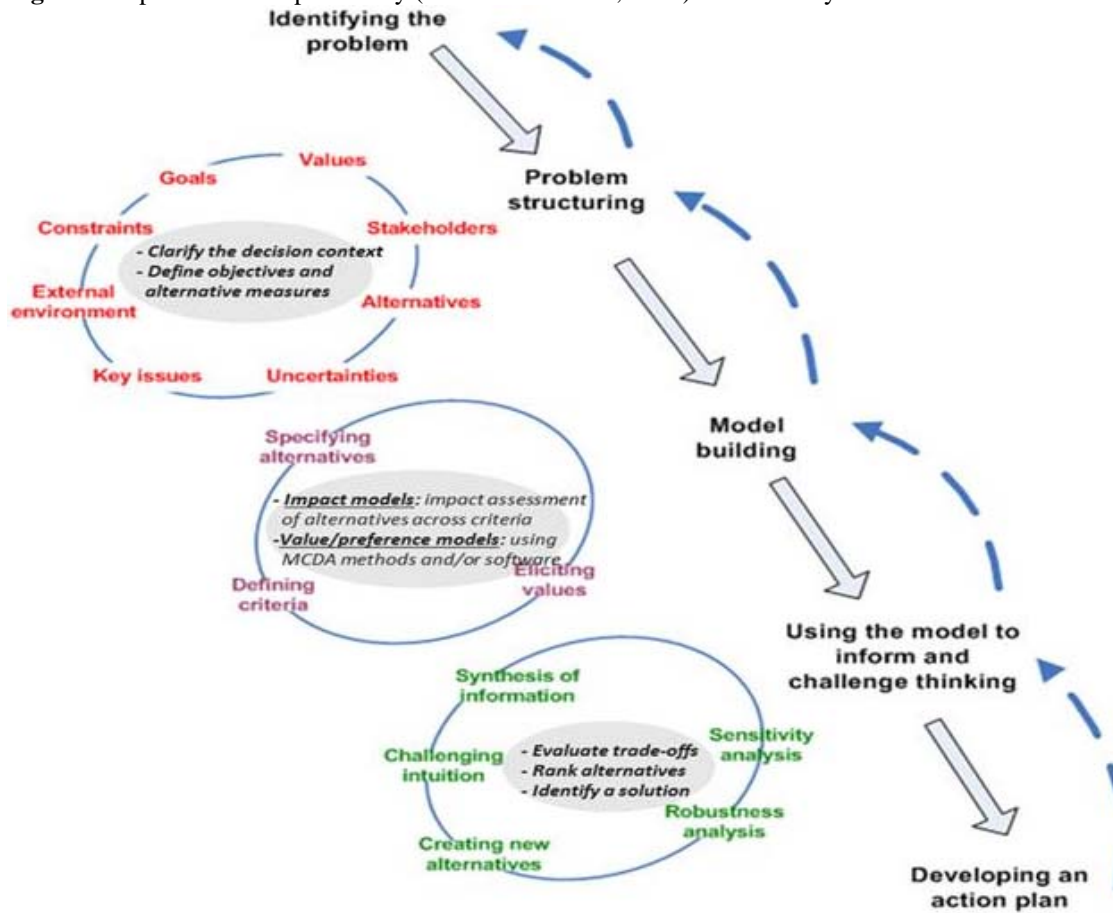 Identifying the
problem
Problem
structuring
Values
Goals
Constraints
Stakeholders
- Clarify the decision context
- Define objectives and
alternative measures
External
environment
Alternatives
Key issues
Uncertainties
Model
building
Specifying
alternatives
- Impact models: impact assessment
of alternatives across criteria
-Value/preference models: using
MCDA methods and/or software
Defining
criteria
Eliciting
values
Using the model to
inform and
challenge thinking
Synthesis of
information
Challenging
intuition
- Evaluate trade-offs
- Rank alternatives
- Identify a solution
Sensitivity
analysis
Robustness
analysis
Creating new
alternatives
Developing an
action plan